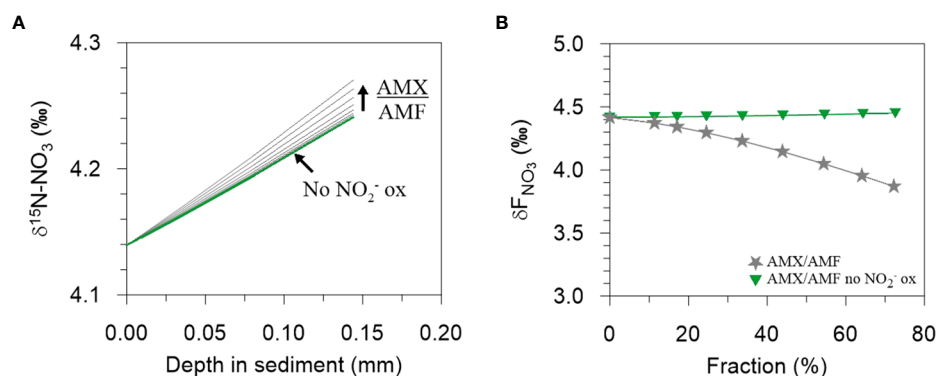 A
4.3
4.2
4.1
δ¹⁵N-NO₃ (‰)
AMX
AMF
No NO₂⁻ ox
0.00 0.05 0.10 0.15 0.20
Depth in sediment (mm)
B
5.0
4.5
4.0
3.5
3.0
δF_NO₃ (‰)
AMX/AMF
AMX/AMF no NO₂⁻ ox
0 20 40 60 80
Fraction (%)